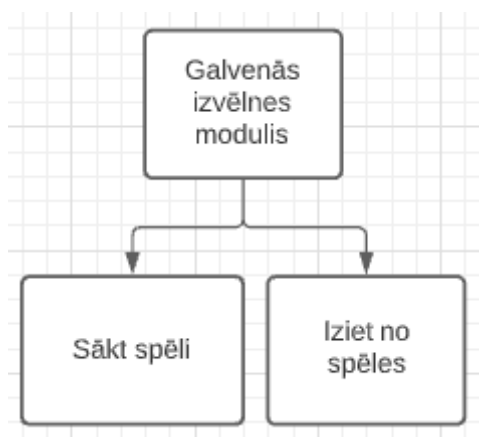 Galvenās
izvēlnes
modulis
Sākt spēli
Iziet no
spēles